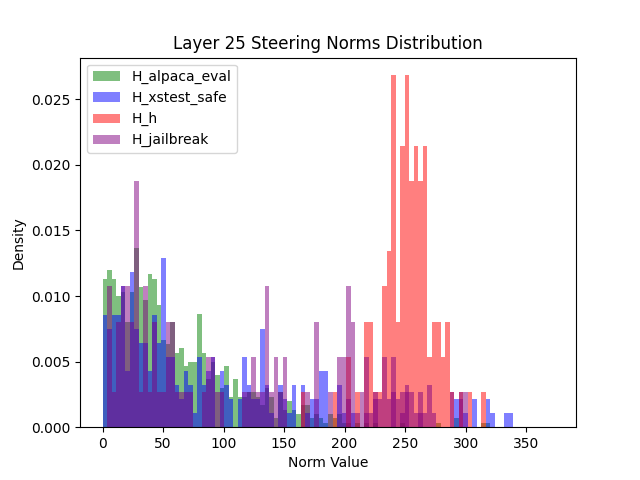 Layer 25 Steering Norms Distribution
H_alpaca_eval
H_xstest_safe
H_h
H_jailbreak
Density
0.025
0.020
0.015
0.010
0.005
0.000
0 50 100 150 200 250 300 350
Norm Value